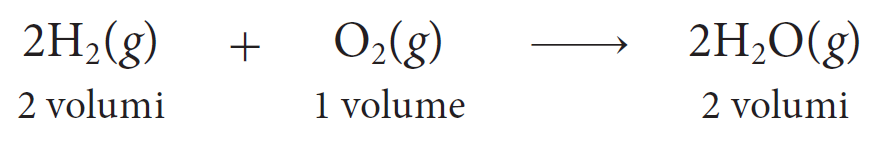 2H₂(g) + O₂(g) ⟶ 2H₂O(g)
2 volumi 1 volume 2 volumi